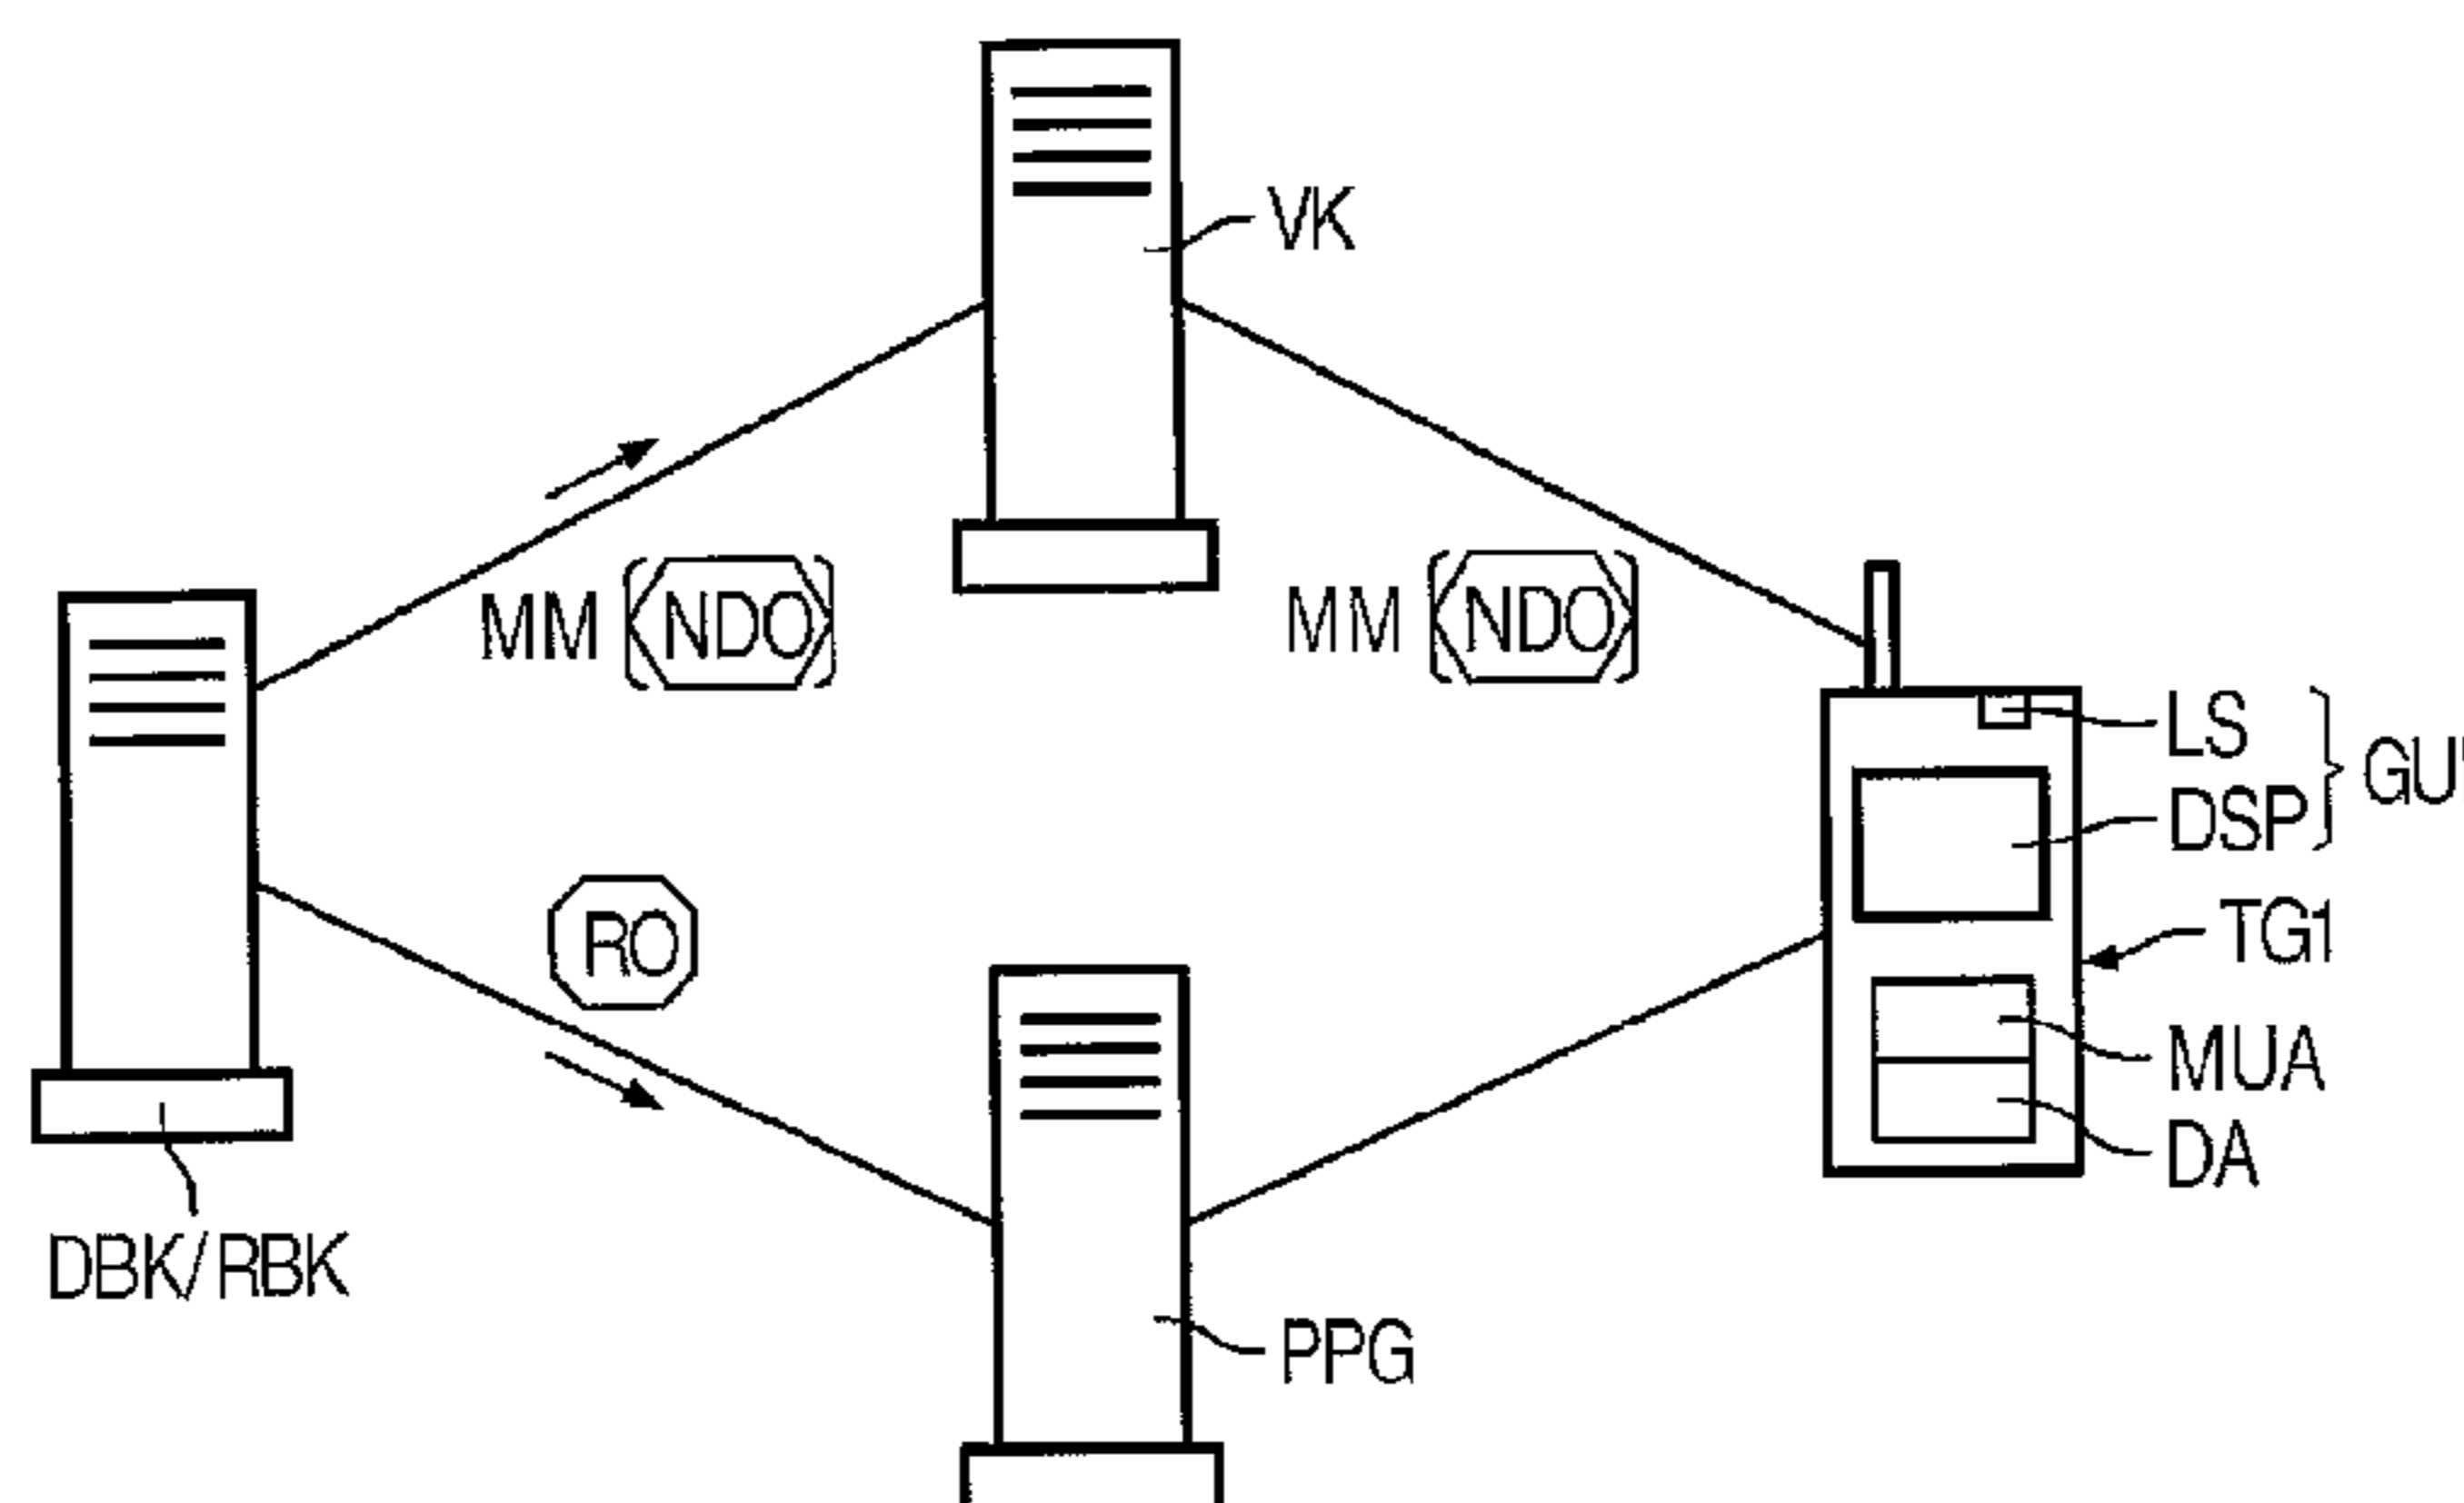 VK
MM NDO
MM NDO
LS
DSP
RO
TG1
MUA
DA
DBK/RBK
PPG